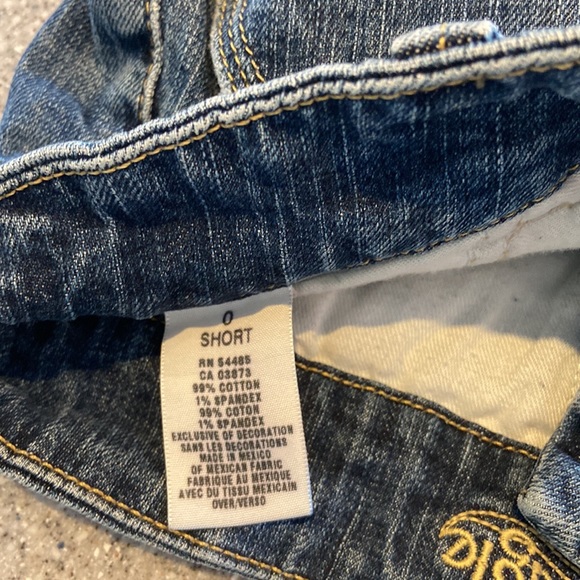 0
SHORT
RN 54485
CA 03873
99% COTTON
1% SPANDEX
99% COTON
1% SPANDEX
EXCLUSIVE OF DECORATION
SANS LES DECORATIONS
MADE IN MEXICO
OF MEXICAN FABRIC
FABRIQUE AU MEXIQUE
AVEC DU TISSU MEXICAIN
OVER/VERSO